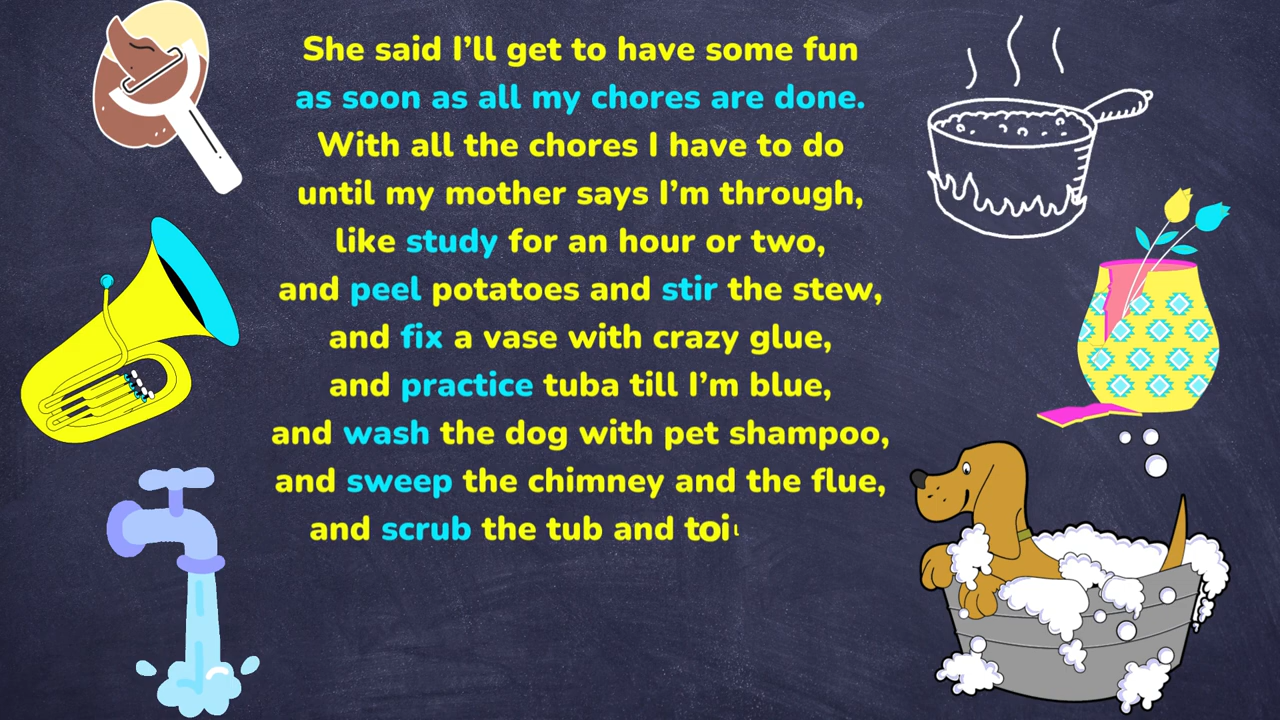 She said I’ll get to have some fun
as soon as all my chores are done.
With all the chores I have to do
until my mother says I’m through,
like study for an hour or two,
and peel potatoes and stir the stew,
and fix a vase with crazy glue,
and practice tuba till I’m blue,
and wash the dog with pet shampoo,
and sweep the chimney and the flue,
and scrub the tub and toi